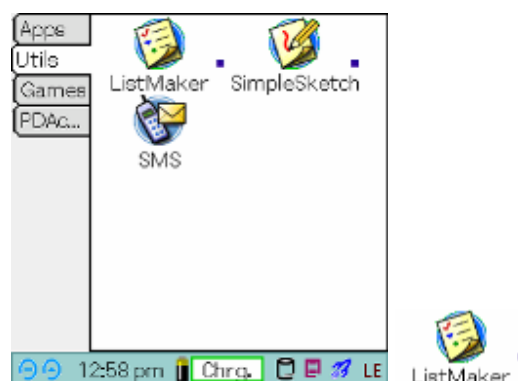 Apps
Utils
Games
PDAc...
ListMaker
SimpleSketch
SMS
12:58 pm
Chrg.
LE
ListMaker